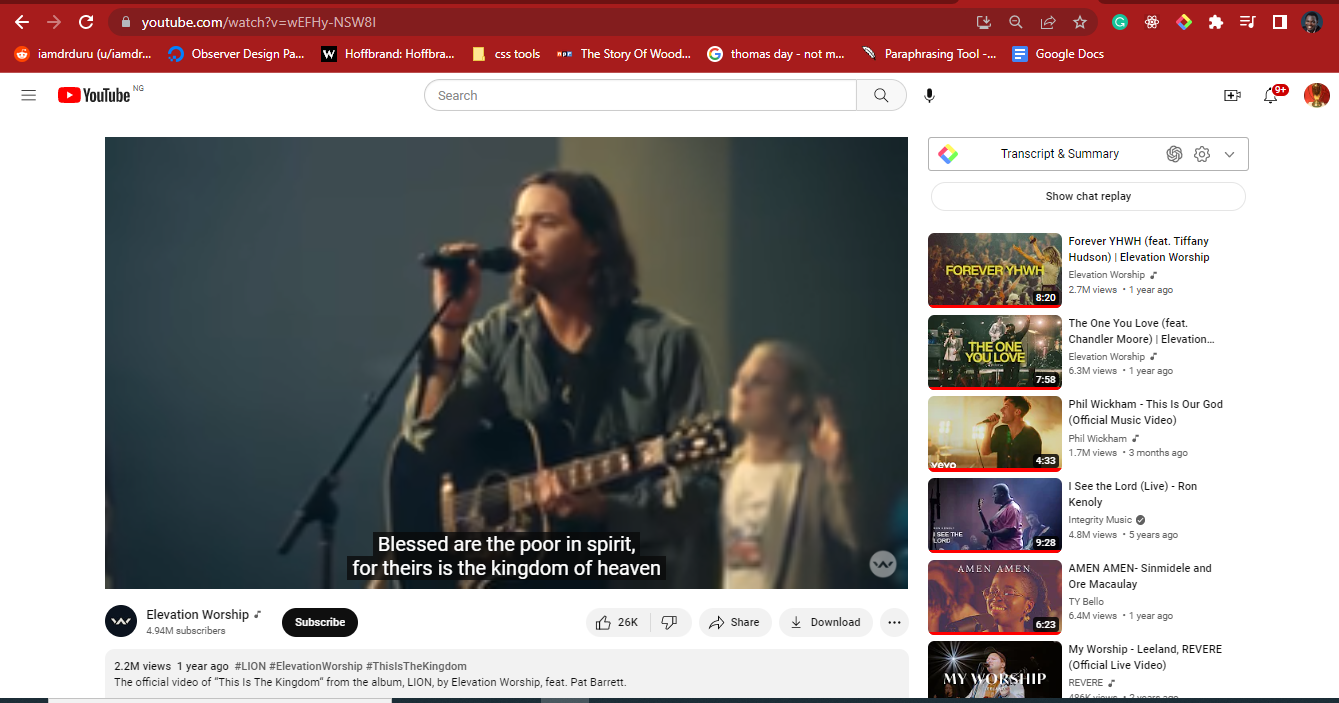 youtube.com/watch?v=wEFHy-NSW8I
iamdrduru (u/iamdr... Observer Design Pa... Hoffbrand: Hoffbra... css tools The Story Of Wood... thomas day - not m... Paraphrasing Tool -... Google Docs
YouTube NG
Search
9+
Transcript & Summary
Show chat replay
Blessed are the poor in spirit,
for theirs is the kingdom of heaven
Elevation Worship
4.94M subscribers
Subscribe
26K
Share
Download
2.2M views 1 year ago #LION #ElevationWorship #ThisIsTheKingdom
The official video of “This Is The Kingdom” from the album, LION, by Elevation Worship, feat. Pat Barrett.
FOREVER YHWH
8:20
Forever YHWH (feat. Tiffany
Hudson) | Elevation Worship
Elevation Worship
2.7M views • 1 year ago
THE ONE
YOU LOVE
7:58
The One You Love (feat.
Chandler Moore) | Elevation...
Elevation Worship
6.3M views • 1 year ago
vevo
4:33
Phil Wickham - This Is Our God
(Official Music Video)
Phil Wickham
1.7M views • 3 months ago
I SEE THE
LORD
9:28
I See the Lord (Live) - Ron
Kenoly
Integrity Music
4.8M views • 5 years ago
AMEN AMEN
6:23
AMEN AMEN- Sinmidele and
Ore Macaulay
TY Bello
6.4M views • 1 year ago
MY WORSHIP
My Worship - Leeland, REVERE
(Official Live Video)
REVERE
486K views • 2 years ago